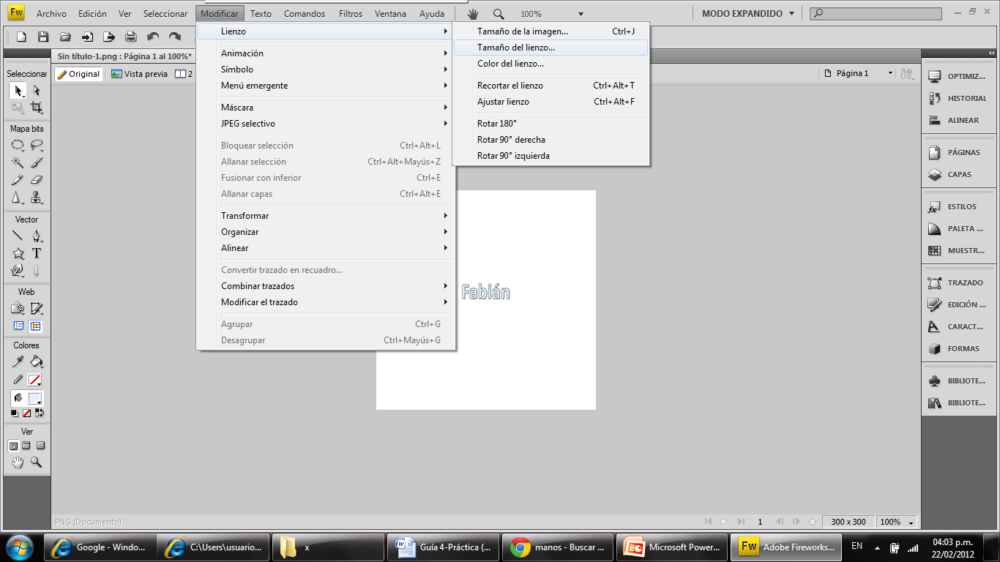 Fw Archivo Edición Ver Seleccionar Modificar Texto Comandos Filtros Ventana Ayuda 100% MODO EXPANDIDO
Sin título-1.png : Página 1 al 100%*
Original Vista previa 2 Página 1
Seleccionar
Mapa bits
Vector
Web
Colores
Ver
Lienzo
Animación
Símbolo
Menú emergente
Máscara
JPEG selectivo
Bloquear selección Ctrl+Alt+L
Allanar selección Ctrl+Alt+Mayús+Z
Fusionar con inferior Ctrl+E
Allanar capas Ctrl+Alt+E
Transformar
Organizar
Alinear
Convertir trazado en recuadro...
Combinar trazados
Modificar el trazado
Agrupar Ctrl+G
Desagrupar Ctrl+Mayús+G
Tamaño de la imagen... Ctrl+J
Tamaño del lienzo...
Color del lienzo...
Recortar el lienzo Ctrl+Alt+T
Ajustar lienzo Ctrl+Alt+F
Rotar 180°
Rotar 90° derecha
Rotar 90° izquierda
Fabián
OPTIMIZ...
HISTORIAL
ALINEAR
PÁGINAS
CAPAS
ESTILOS
PALETA ...
MUESTR...
TRAZADO
EDICIÓN ...
CARACT...
FORMAS
BIBLIOTE...
BIBLIOTE...
PNG (Documento) 1 300 x 300 100%
Google - Windo... C:\Users\usuario... x Guía 4-Práctica (... manos - Buscar ... Microsoft Power... Fw Adobe Fireworks... EN 04:03 p.m.
22/02/2012